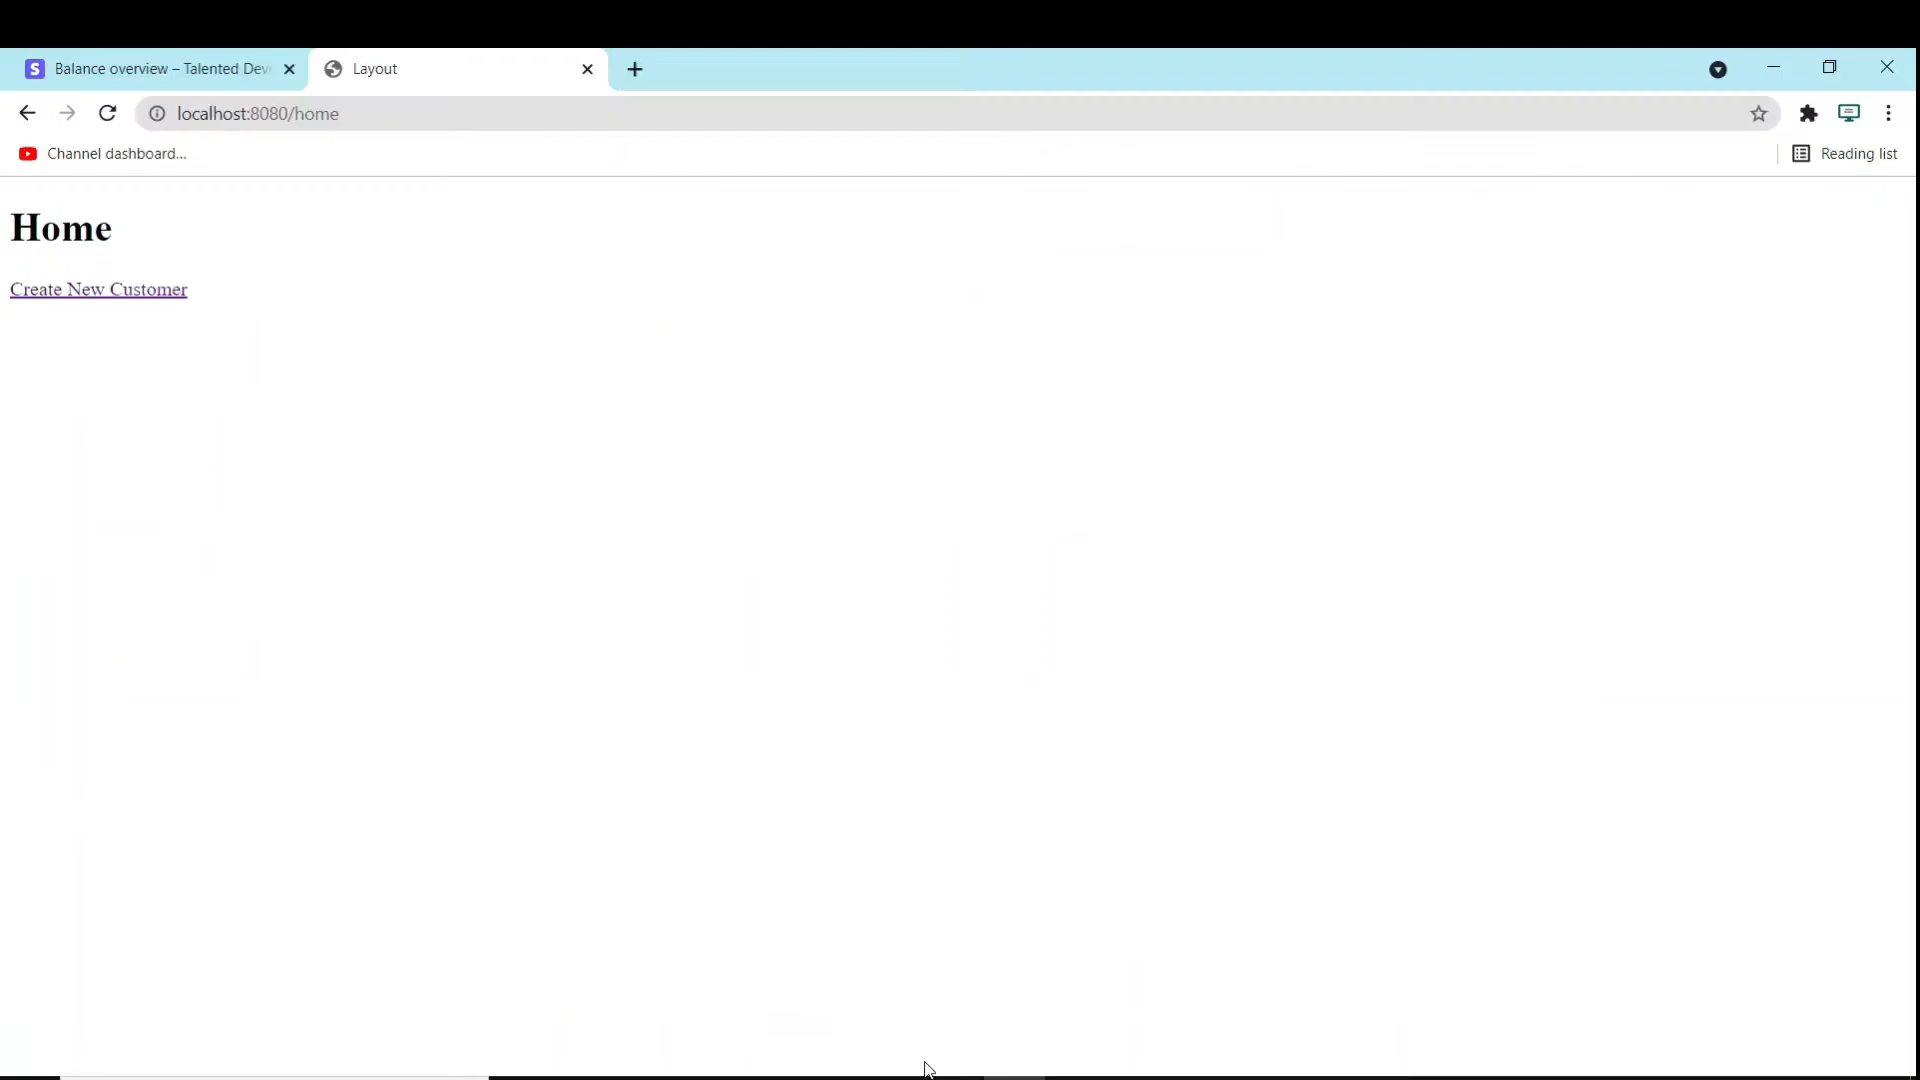 S Balance overview – Talented Dev
Layout
localhost:8080/home
Channel dashboard...
Reading list
Home
Create New Customer